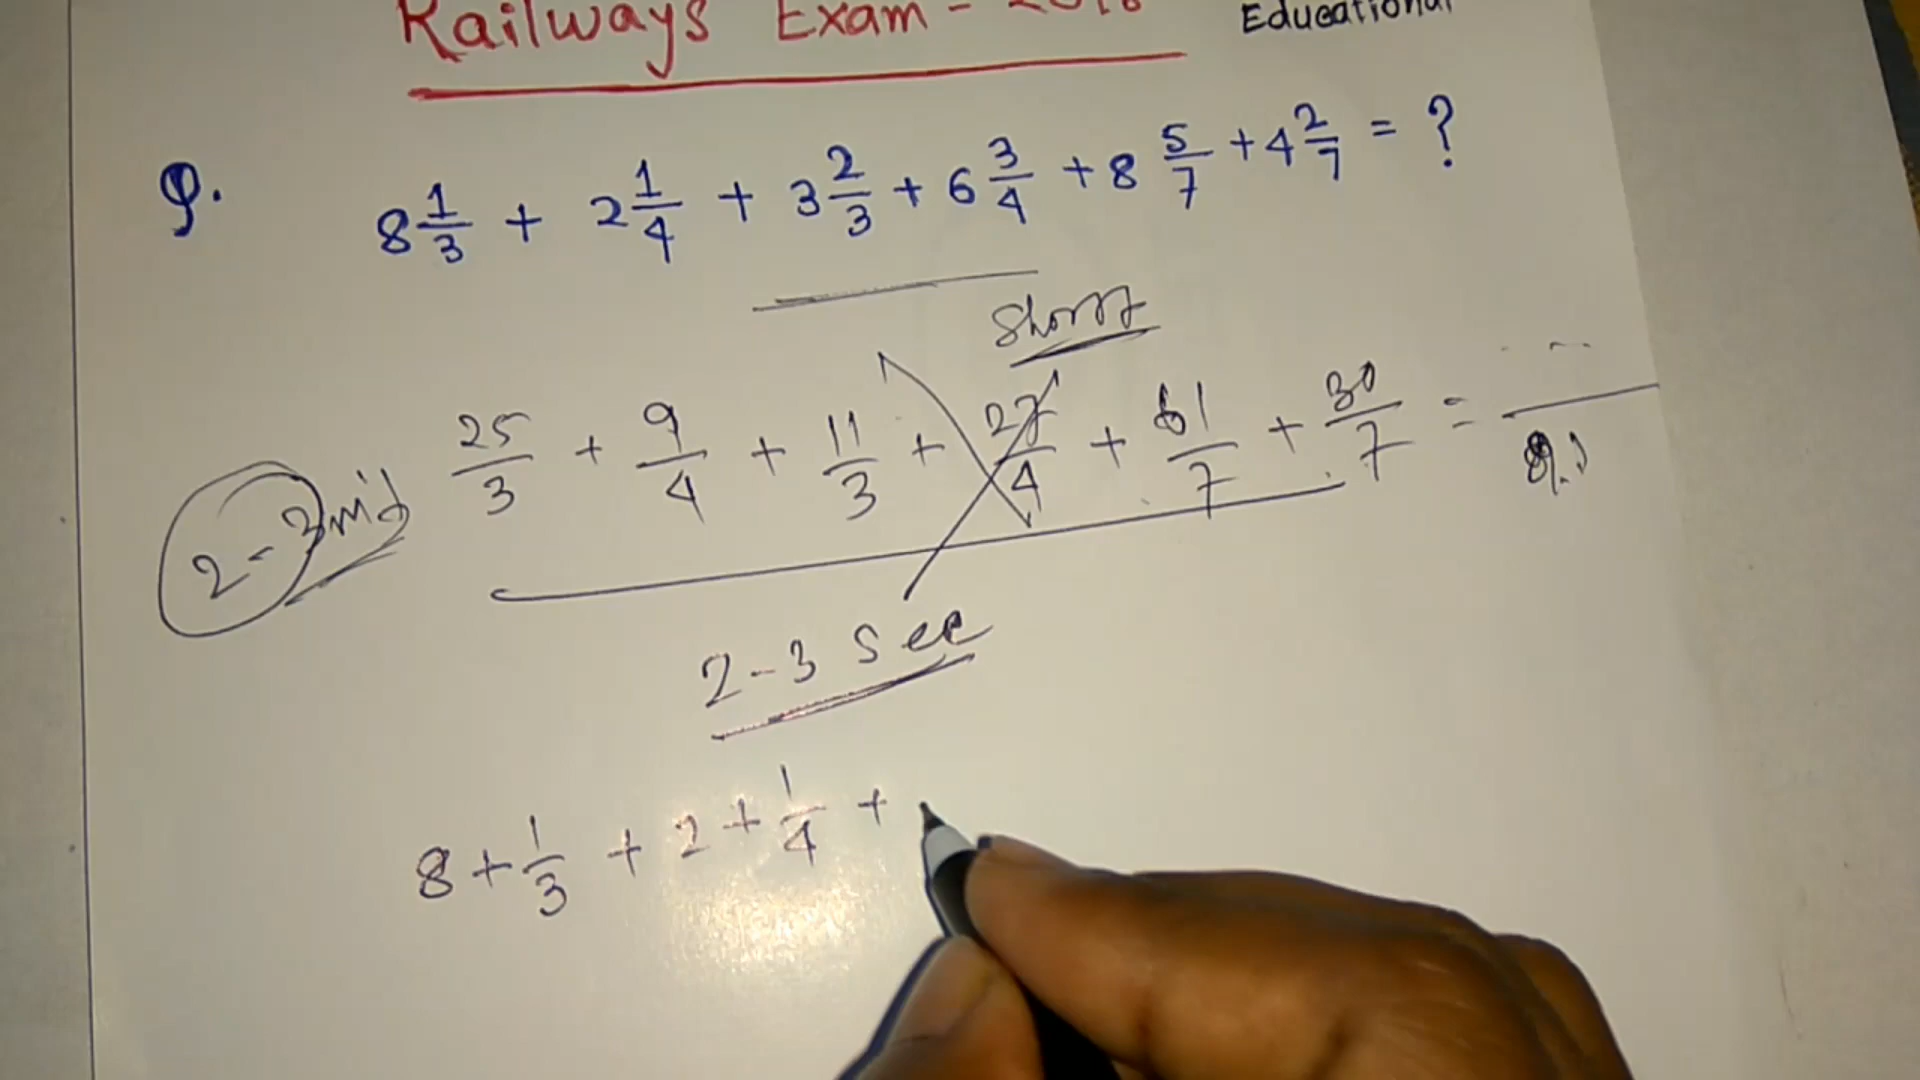 Railways Exam - 2018
Educational
Q. 8 1/3 + 2 1/4 + 3 2/3 + 6 3/4 + 8 5/7 + 4 2/7 = ?
Short
25/3 + 9/4 + 11/3 + 27/4 + 61/7 + 30/7 =
2-3
2-3 Sec
8 + 1/3 + 2 + 1/4 +